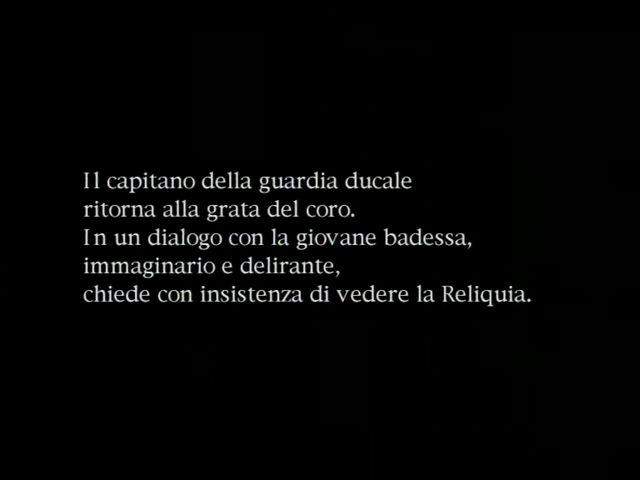 Il capitano della guardia ducale
ritorna alla grata del coro.
In un dialogo con la giovane badessa,
immaginario e delirante,
chiede con insistenza di vedere la Reliquia.